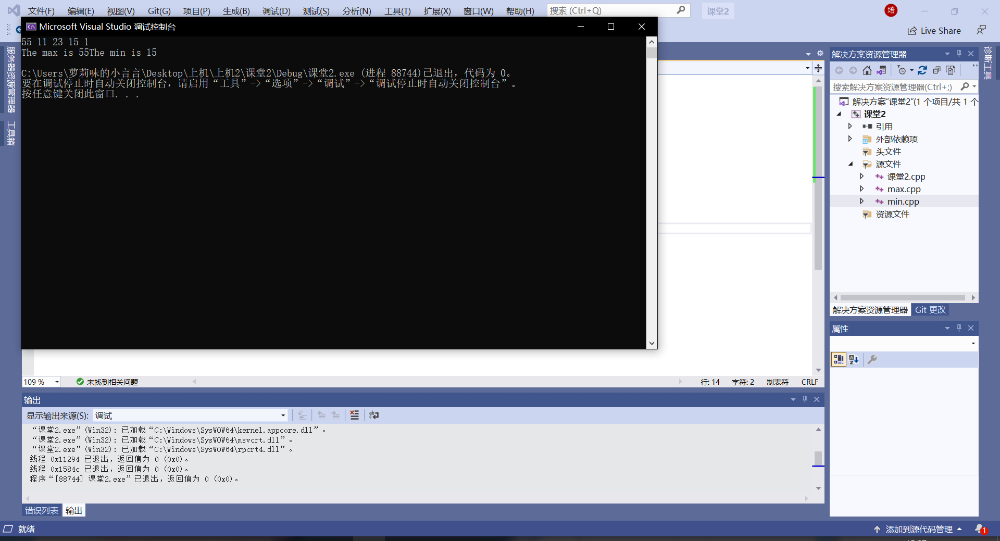 文件(F) 编辑(E) 视图(V) Git(G) 项目(P) 生成(B) 调试(D) 测试(S) 分析(N) 工具(T) 扩展(X) 窗口(W) 帮助(H) 搜索 (Ctrl+Q) 课堂2 培
Live Share
Microsoft Visual Studio 调试控制台
55 11 23 15 1
The max is 55The min is 15
C:\Users\萝莉味的小言言\Desktop\上机\上机2\课堂2\Debug\课堂2.exe (进程 88744)已退出，代码为 0。
要在调试停止时自动关闭控制台，请启用“工具”->“选项”->“调试”->“调试停止时自动关闭控制台”。
按任意键关闭此窗口. . .
服务器资源管理器
工具箱
诊断工具
解决方案资源管理器
搜索解决方案资源管理器(Ctrl+;)
解决方案"课堂2"(1 个项目/共 1 个
课堂2
引用
外部依赖项
头文件
源文件
课堂2.cpp
max.cpp
min.cpp
资源文件
解决方案资源管理器 Git 更改
属性
109 % 未找到相关问题 行: 14 字符: 2 制表符 CRLF
输出
显示输出来源(S): 调试
“课堂2.exe”(Win32): 已加载“C:\Windows\SysWOW64\kernel.appcore.dll”。
“课堂2.exe”(Win32): 已加载“C:\Windows\SysWOW64\msvcrt.dll”。
“课堂2.exe”(Win32): 已加载“C:\Windows\SysWOW64\rpcrt4.dll”。
线程 0x11294 已退出，返回值为 0 (0x0)。
线程 0x1584c 已退出，返回值为 0 (0x0)。
程序“[88744] 课堂2.exe”已退出，返回值为 0 (0x0)。
错误列表 输出
就绪 添加到源代码管理 1